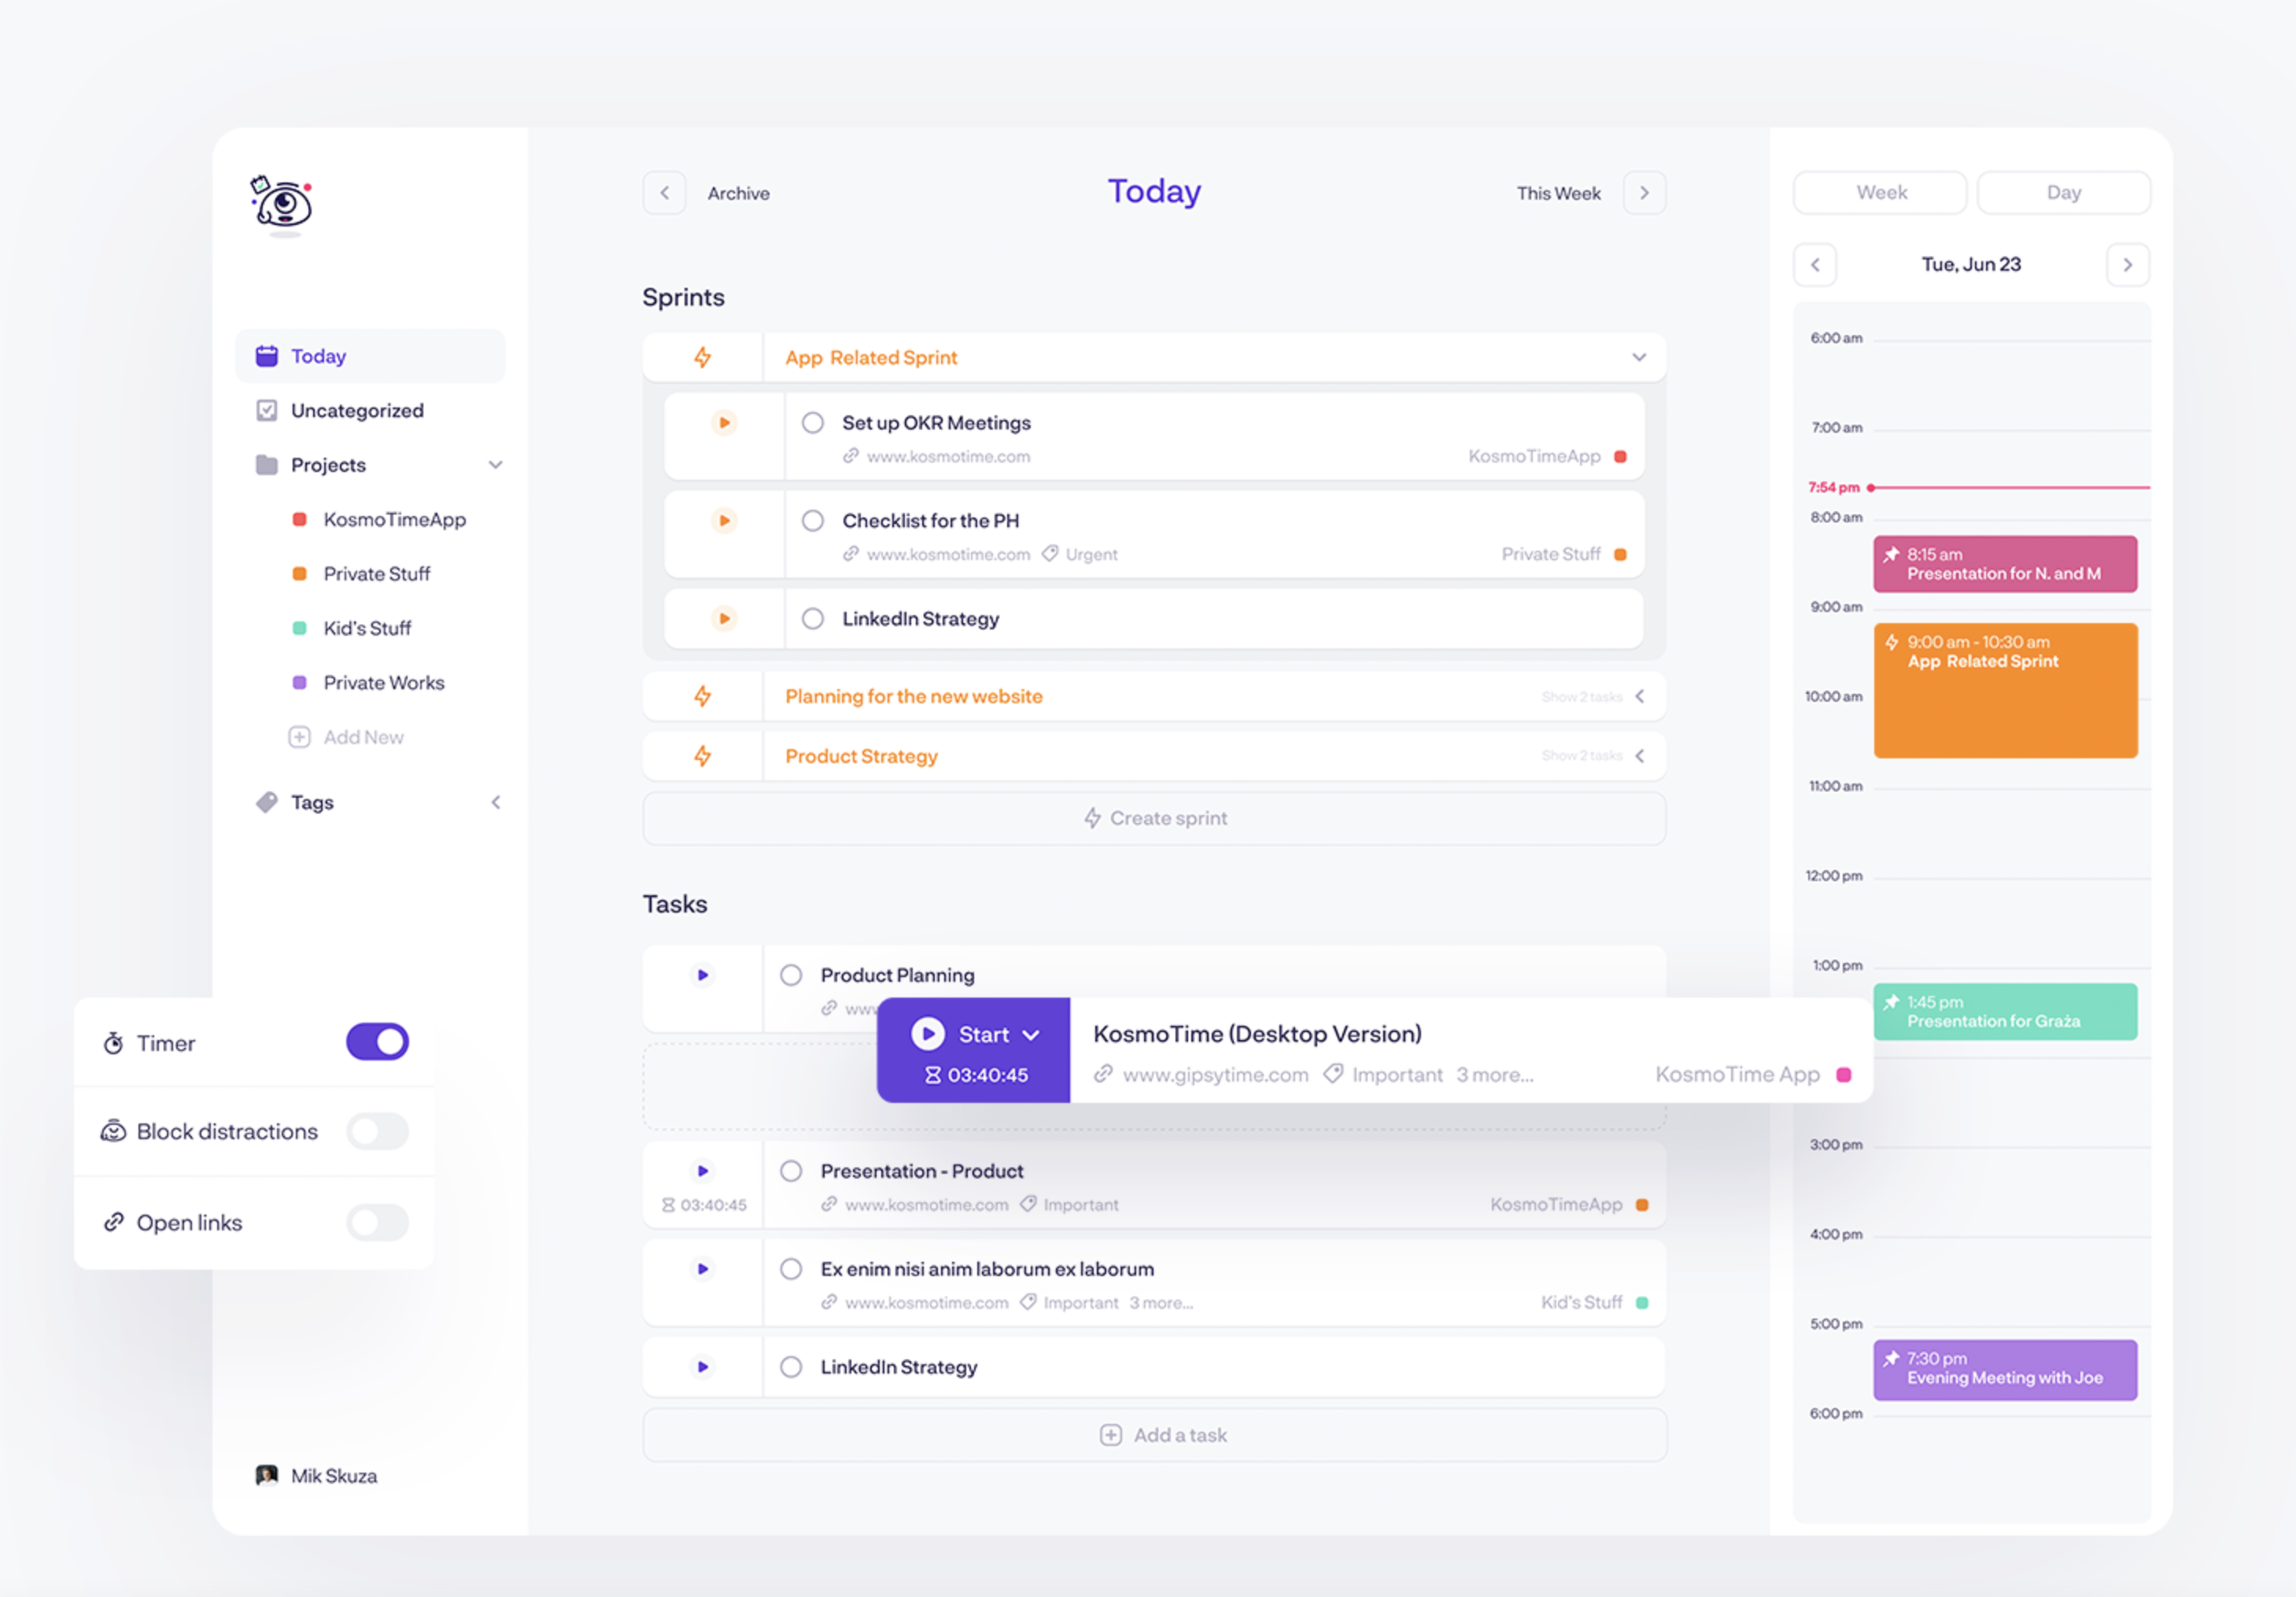 Today
Uncategorized
Projects
KosmoTimeApp
Private Stuff
Kid's Stuff
Private Works
Add New
Tags
Timer
Block distractions
Open links
Mik Skuza
Archive
Today
This Week
Sprints
App Related Sprint
Set up OKR Meetings
www.kosmotime.com
KosmoTimeApp
Checklist for the PH
www.kosmotime.com Urgent
Private Stuff
LinkedIn Strategy
Planning for the new website
Show 2 tasks
Product Strategy
Show 2 tasks
Create sprint
Tasks
Product Planning
Start
03:40:45
KosmoTime (Desktop Version)
www.gipsytime.com Important 3 more...
KosmoTime App
Presentation - Product
03:40:45
www.kosmotime.com Important
KosmoTimeApp
Ex enim nisi anim laborum ex laborum
www.kosmotime.com Important 3 more...
Kid's Stuff
LinkedIn Strategy
Add a task
Week
Day
Tue, Jun 23
6:00 am
7:00 am
7:54 pm
8:00 am
8:15 am
Presentation for N. and M
9:00 am
9:00 am - 10:30 am
App Related Sprint
10:00 am
11:00 am
12:00 pm
1:00 pm
1:45 pm
Presentation for Graża
3:00 pm
4:00 pm
5:00 pm
7:30 pm
Evening Meeting with Joe
6:00 pm